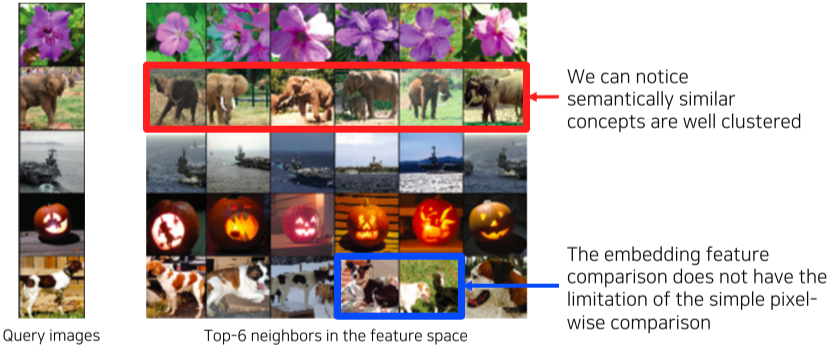 We can notice
semantically similar
concepts are well clustered
The embedding feature
comparison does not have the
limitation of the simple pixel-
wise comparison
Query images
Top-6 neighbors in the feature space